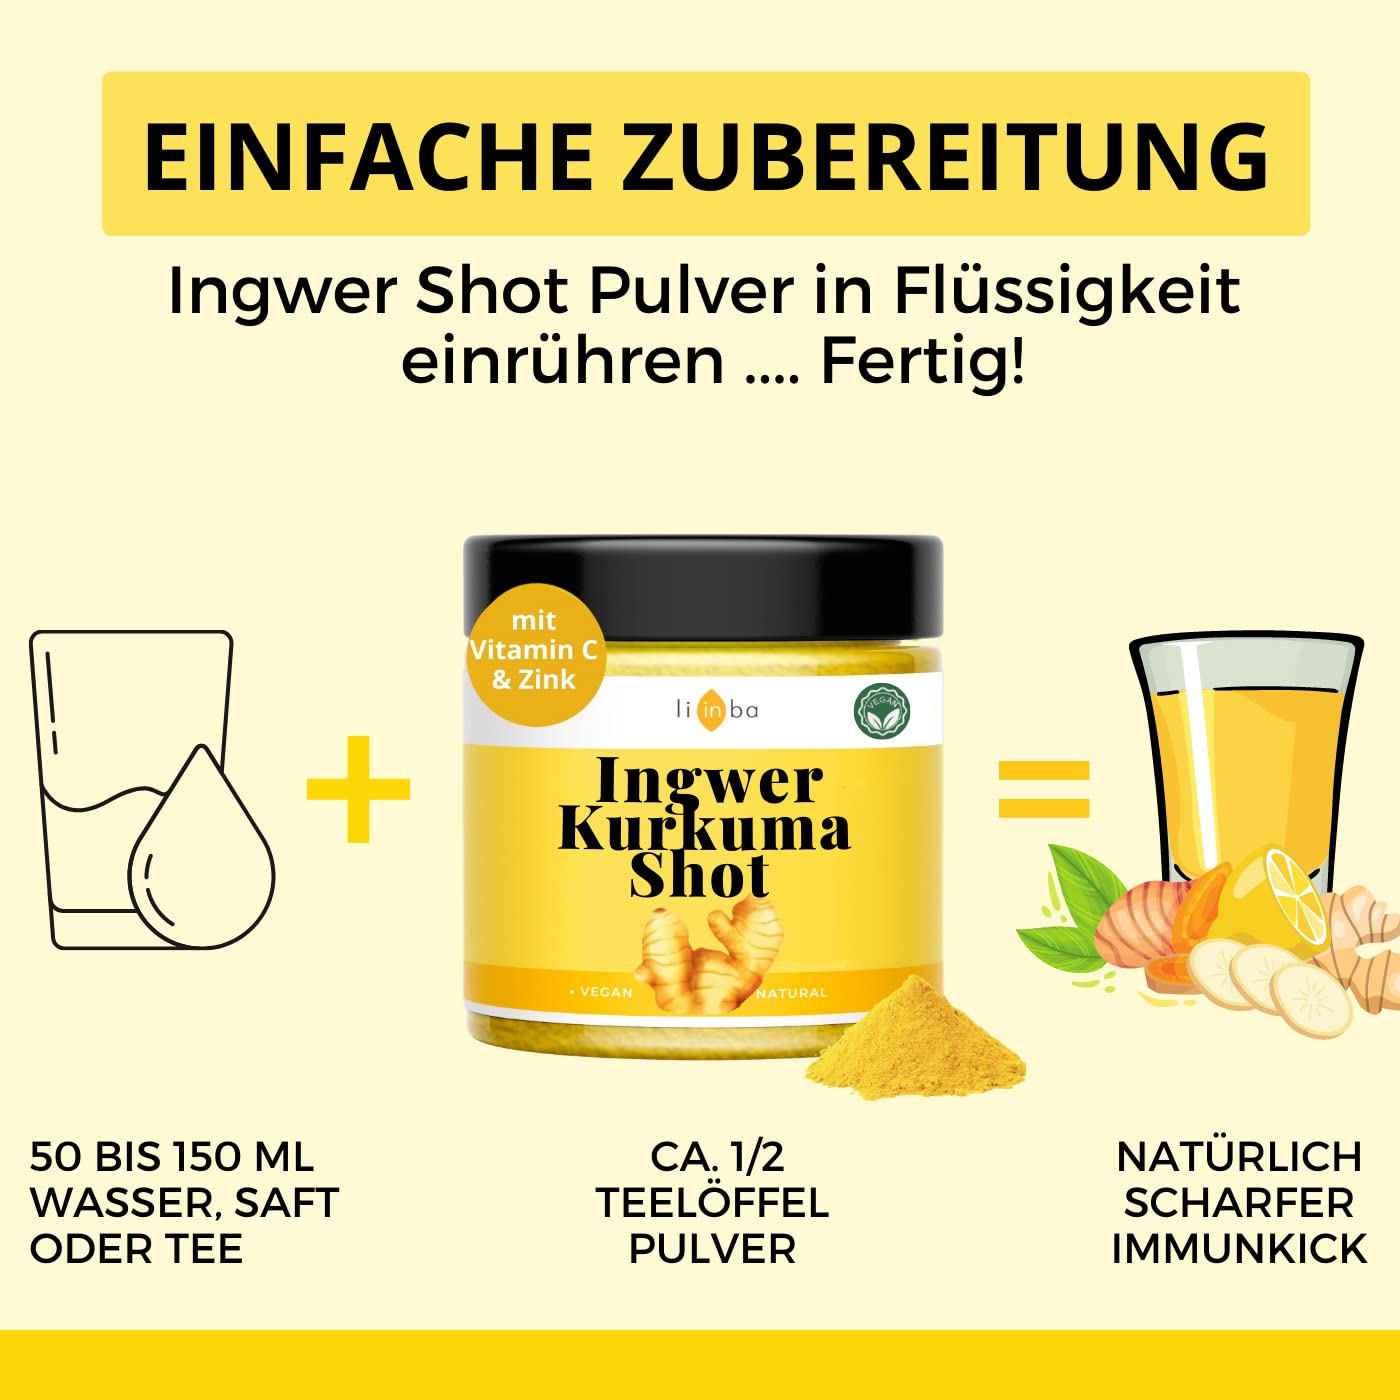 EINFACHE ZUBEREITUNG
Ingwer Shot Pulver in Flüssigkeit
einrühren .... Fertig!
mit
Vitamin C
& Zink
li in ba
VEGAN
Ingwer
Kurkuma
Shot
• VEGAN
NATURAL
50 BIS 150 ML
WASSER, SAFT
ODER TEE
CA. 1/2
TEELÖFFEL
PULVER
NATÜRLICH
SCHARFER
IMMUNKICK